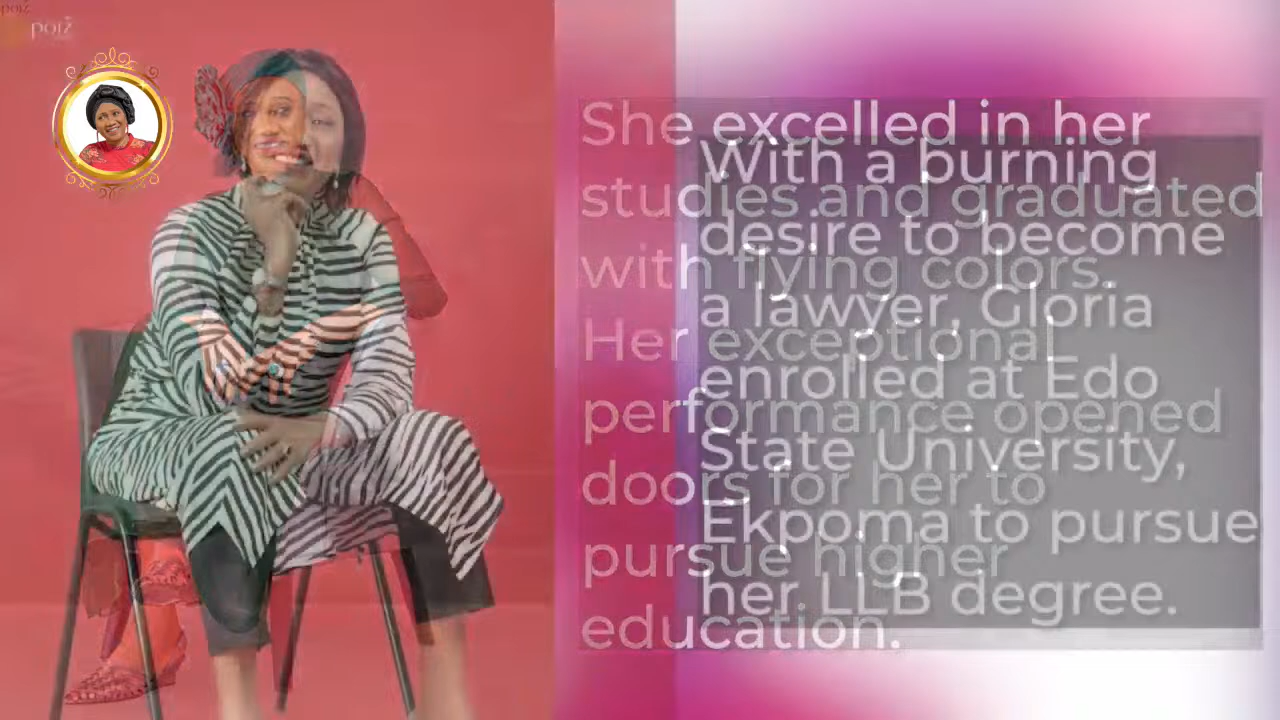 poiz
poiz
She excelled in her
studies and graduated
with flying colors.
Her exceptional
performance opened
doors for her to
pursue higher
education.
With a burning
desire to become
a lawyer, Gloria
enrolled at Edo
State University,
Ekpoma to pursue
her LLB degree.